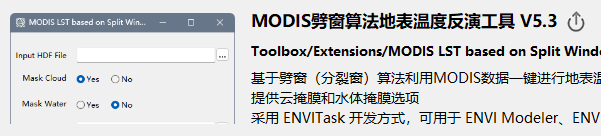 MODIS LST based on Split Win...
Input HDF File
...
Mask Cloud Yes No
Mask Water Yes No
MODIS劈窗算法地表温度反演工具 V5.3
Toolbox/Extensions/MODIS LST based on Split Wind
基于劈窗（分裂窗）算法利用MODIS数据一键进行地表温
提供云掩膜和水体掩膜选项
采用 ENVITask 开发方式，可用于 ENVI Modeler、ENV